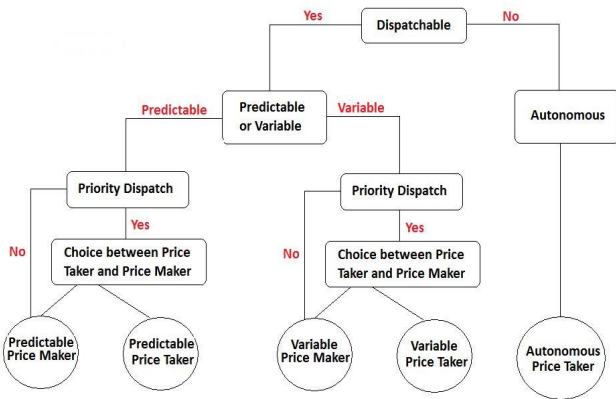 Yes
Dispatchable
No
Predictable
Predictable
or Variable
Variable
Autonomous
Priority Dispatch
Priority Dispatch
No
Yes
Choice between Price
Taker and Price Maker
No
Yes
Choice between Price
Taker and Price Maker
Predictable
Price Maker
Predictable
Price Taker
Variable
Price Maker
Variable
Price Taker
Autonomous
Price Taker